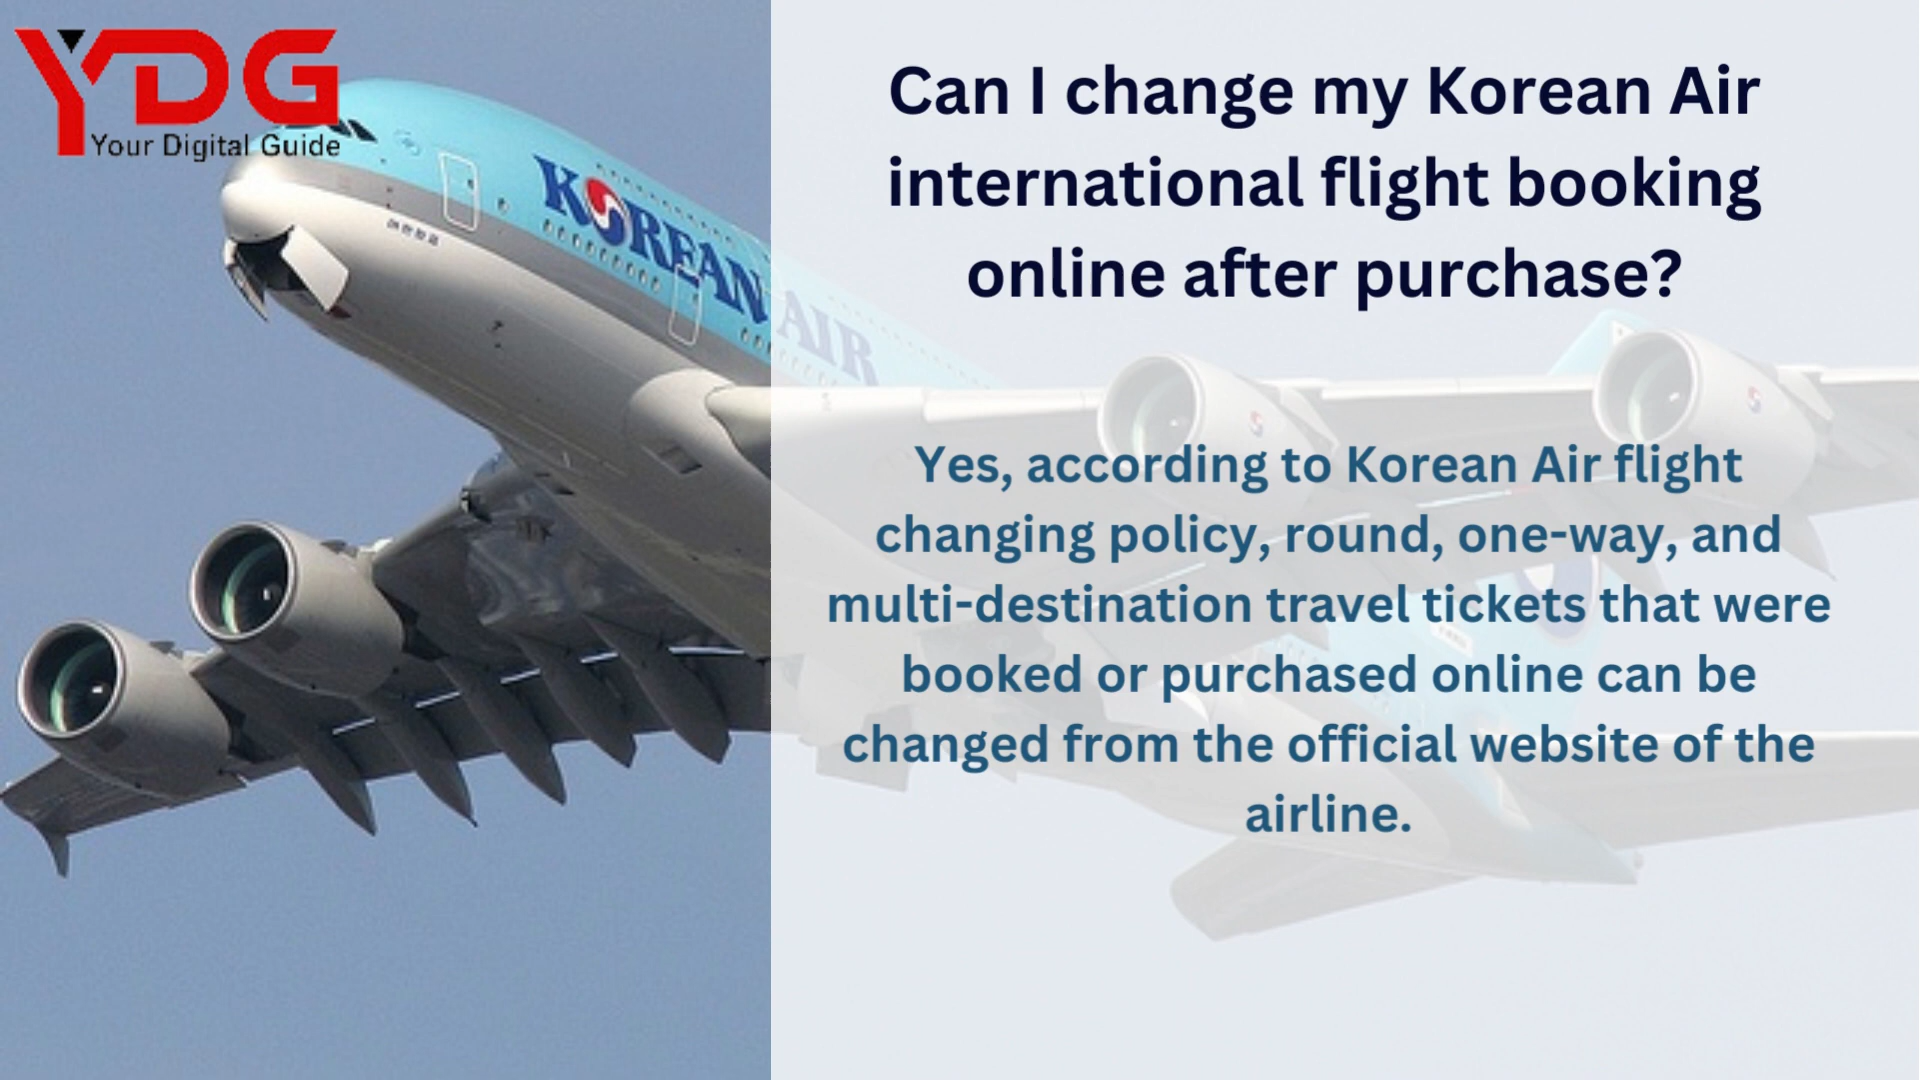 YDG
Your Digital Guide
KOREAN AIR
Can I change my Korean Air
international flight booking
online after purchase?
Yes, according to Korean Air flight
changing policy, round, one-way, and
multi-destination travel tickets that were
booked or purchased online can be
changed from the official website of the
airline.